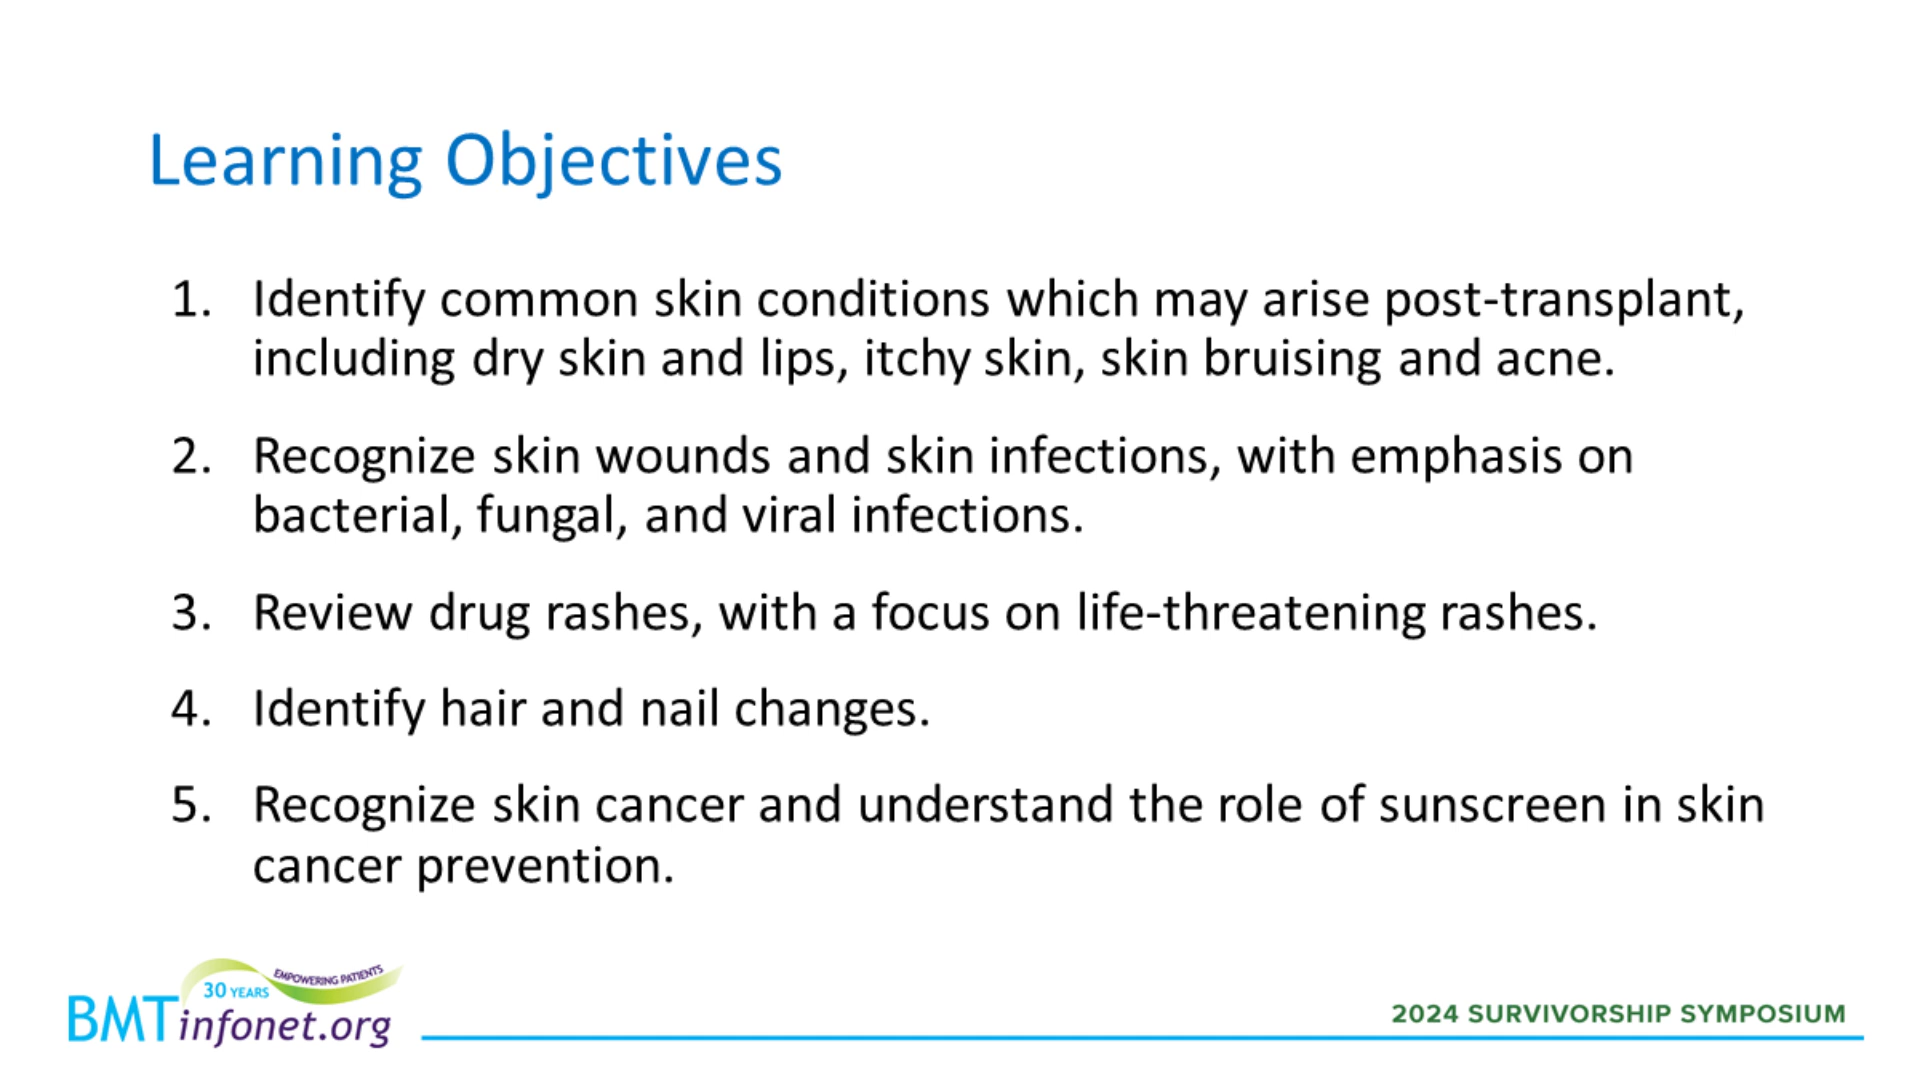 Learning Objectives
1. Identify common skin conditions which may arise post-transplant,
including dry skin and lips, itchy skin, skin bruising and acne.
2. Recognize skin wounds and skin infections, with emphasis on
bacterial, fungal, and viral infections.
3. Review drug rashes, with a focus on life-threatening rashes.
4. Identify hair and nail changes.
5. Recognize skin cancer and understand the role of sunscreen in skin
cancer prevention.
EMPOWERING PATIENTS
30 YEARS
BMTinfonet.org
2024 SURVIVORSHIP SYMPOSIUM